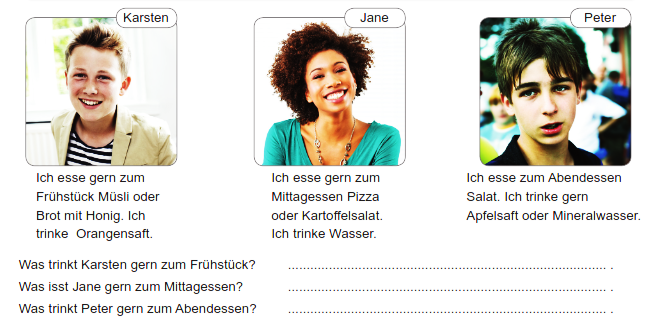 Karsten
Jane
Peter
Ich esse gern zum
Frühstück Müsli oder
Brot mit Honig. Ich
trinke Orangensaft.
Ich esse gern zum
Mittagessen Pizza
oder Kartoffelsalat.
Ich trinke Wasser.
Ich esse zum Abendessen
Salat. Ich trinke gern
Apfelsaft oder Mineralwasser.
Was trinkt Karsten gern zum Frühstück? ........................................................................................ .
Was isst Jane gern zum Mittagessen? ........................................................................................ .
Was trinkt Peter gern zum Abendessen? ........................................................................................ .